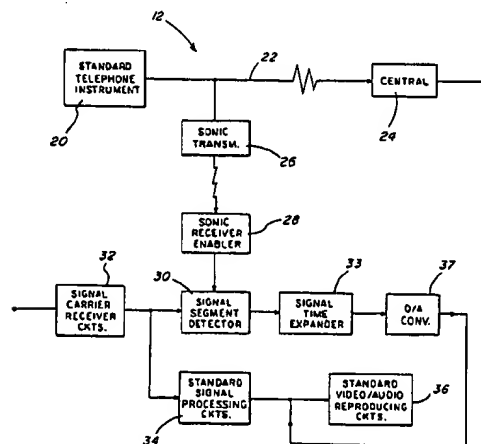 12
STANDARD
TELEPHONE
INSTRUMENT
20
22
CENTRAL
24
SONIC
TRANSM.
26
SONIC
RECEIVER
ENABLER
28
32
SIGNAL
CARRIER
RECEIVER
CKTS.
30
SIGNAL
SEGMENT
DETECTOR
33
SIGNAL TIME
EXPANDER
37
D/A
CONV.
STANDARD
SIGNAL
PROCESSING
CKTS.
34
STANDARD
VIDEO/AUDIO
REPRODUCING
CKTS.
36